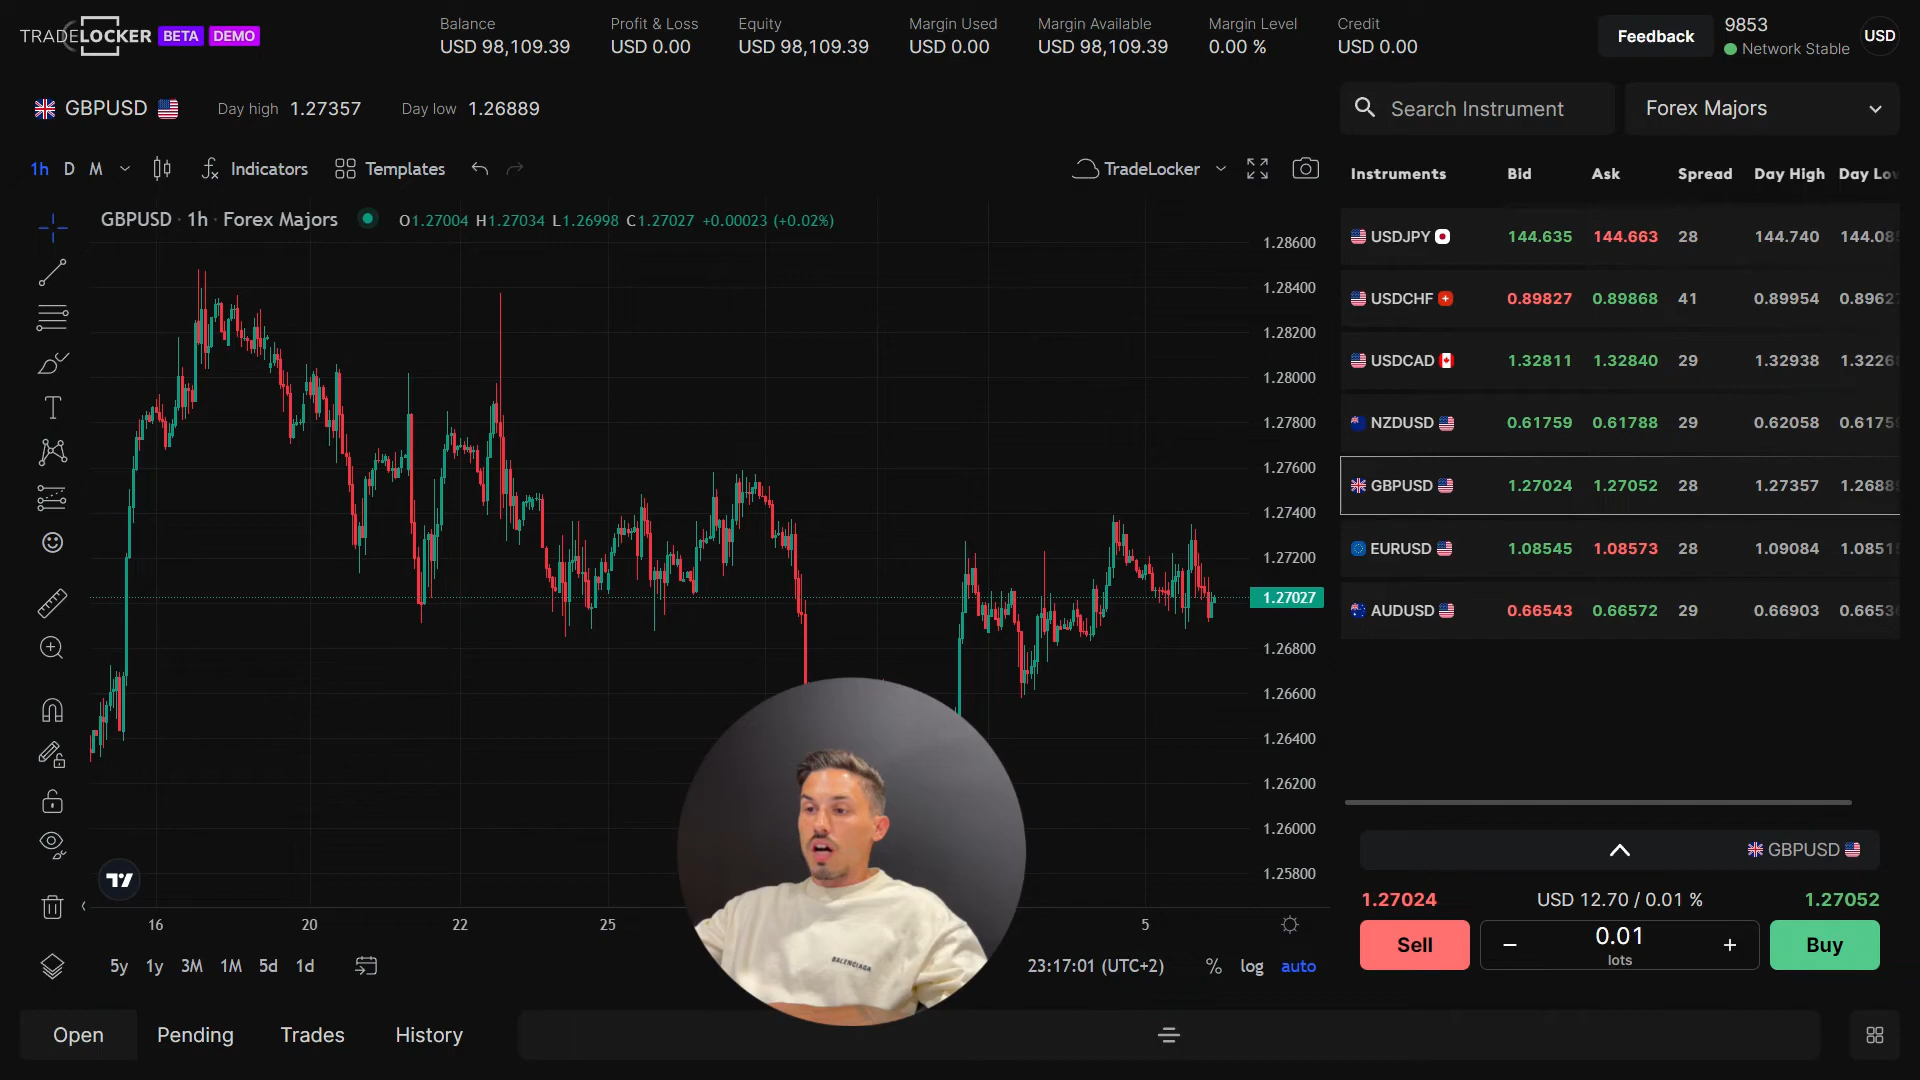 TRADELOCKER BETA DEMO
Balance Profit & Loss Equity Margin Used Margin Available Margin Level Credit
USD 98,109.39 USD 0.00 USD 98,109.39 USD 0.00 USD 98,109.39 0.00 % USD 0.00
Feedback
9853
Network Stable
USD
GBPUSD Day high 1.27357 Day low 1.26889
Search Instrument Forex Majors
1h D M Indicators Templates TradeLocker
GBPUSD · 1h · Forex Majors O1.27004 H1.27034 L1.26998 C1.27027 +0.00023 (+0.02%)
1.28600
1.28400
1.28200
1.28000
1.27800
1.27600
1.27400
1.27200
1.27027
1.26800
1.26600
1.26400
1.26200
1.26000
1.25800
16 20 22 25 5
5y 1y 3M 1M 5d 1d 23:17:01 (UTC+2) % log auto
BALENCIAGA
Instruments Bid Ask Spread Day High Day Lo
USDJPY 144.635 144.663 28 144.740 144.08
USDCHF 0.89827 0.89868 41 0.89954 0.8962
USDCAD 1.32811 1.32840 29 1.32938 1.3226
NZDUSD 0.61759 0.61788 29 0.62058 0.6175
GBPUSD 1.27024 1.27052 28 1.27357 1.2688
EURUSD 1.08545 1.08573 28 1.09084 1.0851
AUDUSD 0.66543 0.66572 29 0.66903 0.6653
GBPUSD
1.27024 USD 12.70 / 0.01 % 1.27052
Sell 0.01 Buy
lots
Open Pending Trades History